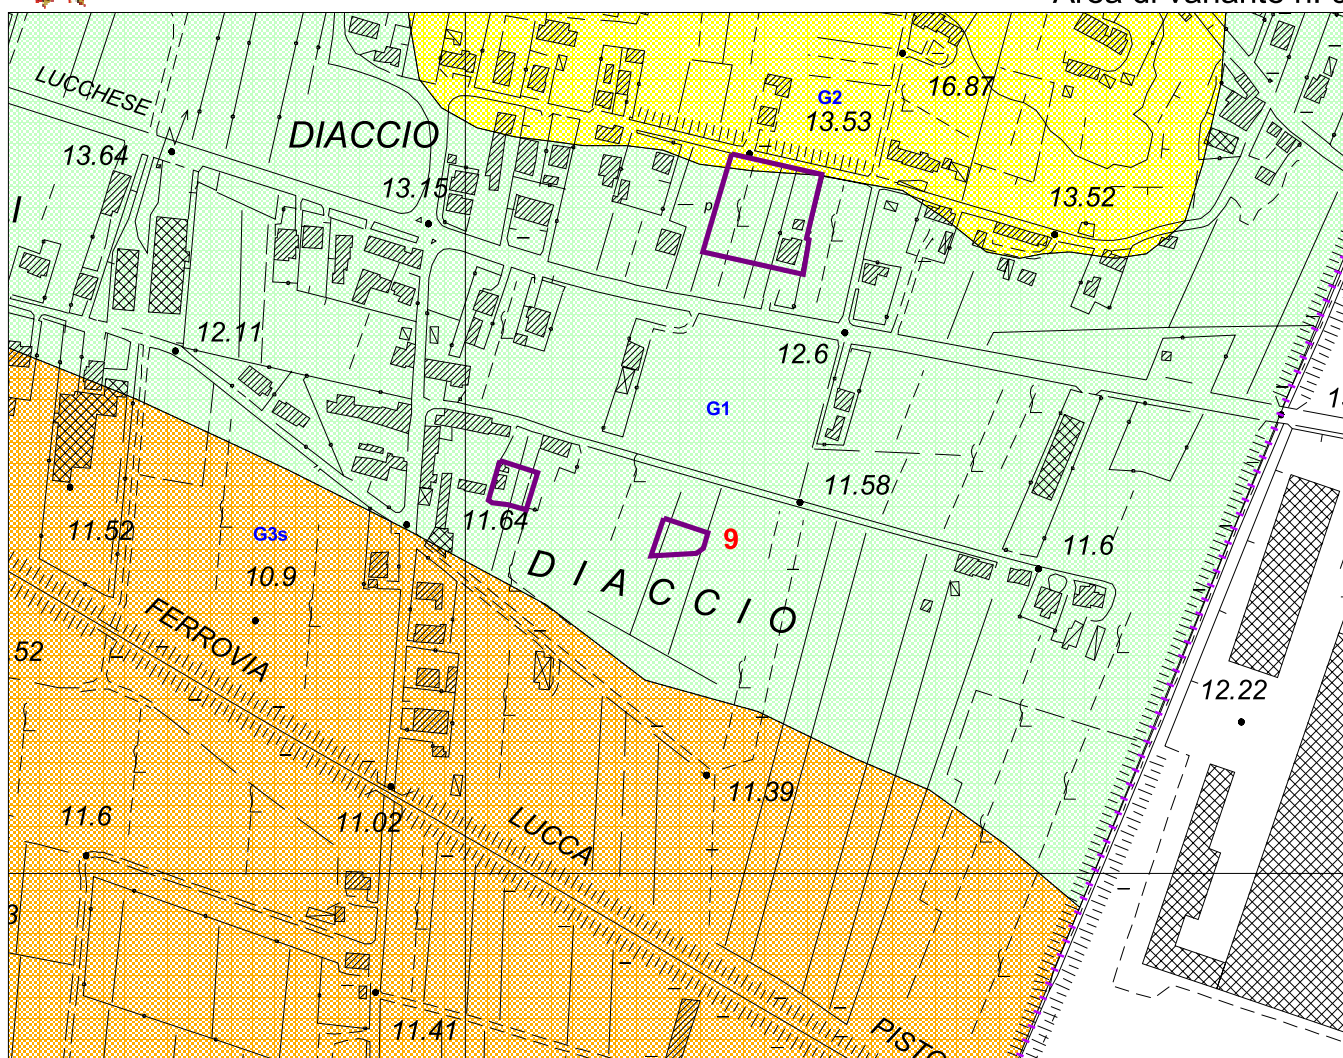 Area di variante n.
LUCCHESE
G2
16.87
13.53
DIACCIO
13.64
13.15
p
13.52
I
12.11
12.6
G1
11.58
11.52
11.64
G3s
9
11.6
10.9
DIACCIO
FERROVIA
52
12.22
11.39
11.6
11.02
LUCCA
3
11.41
PISTO